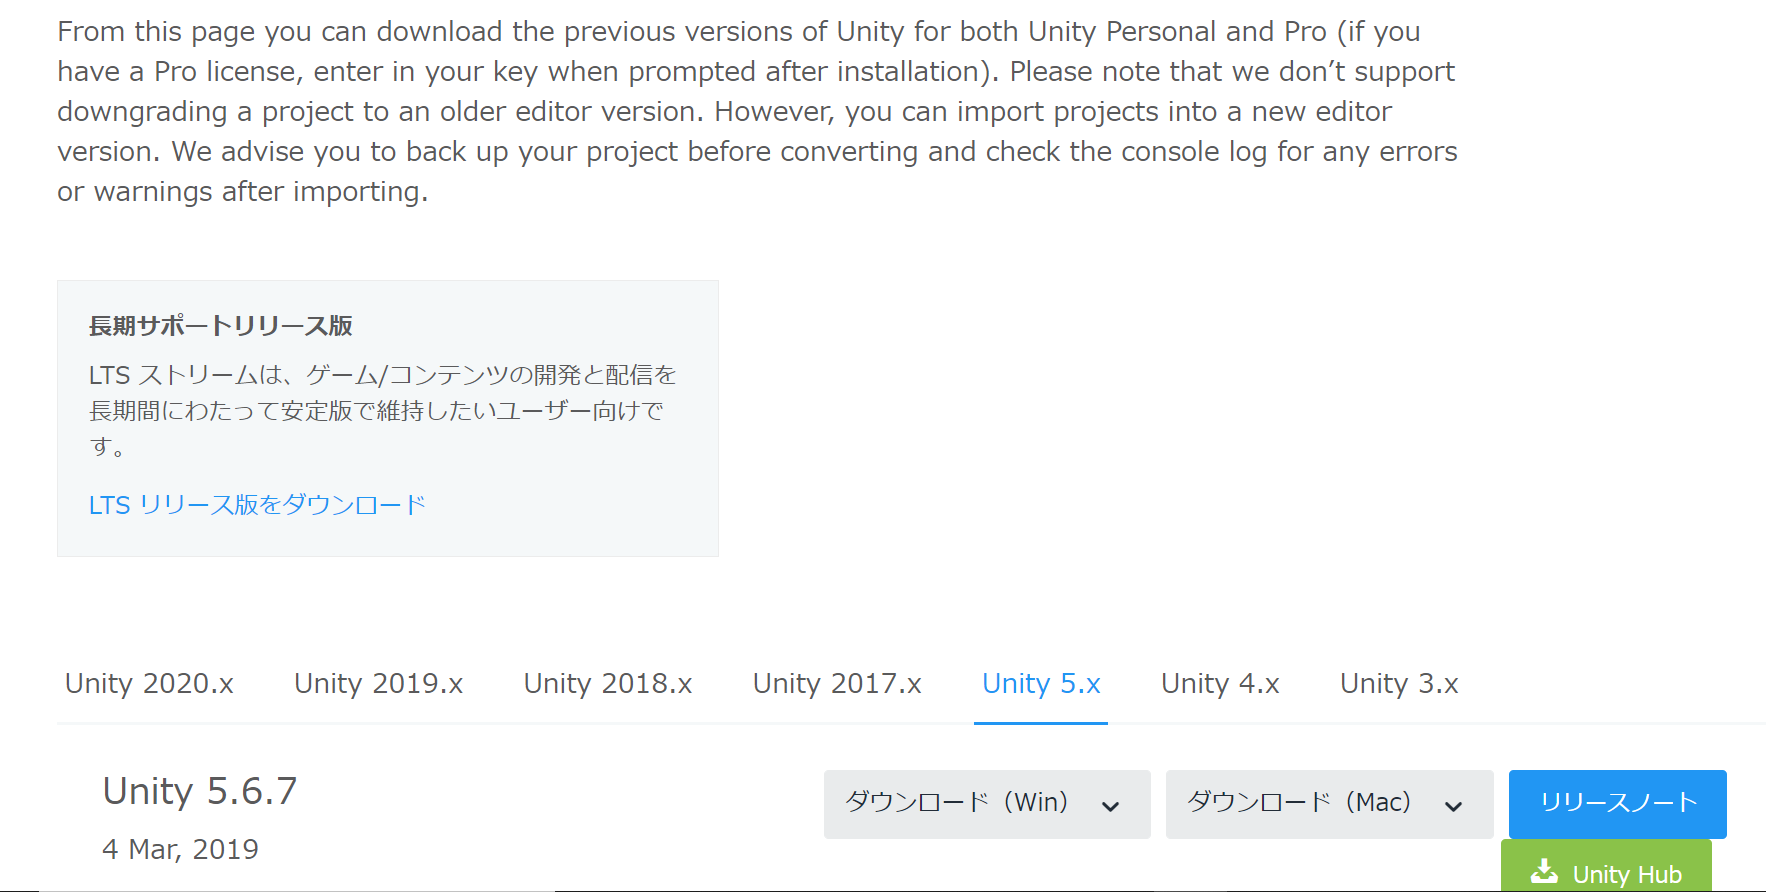 From this page you can download the previous versions of Unity for both Unity Personal and Pro (if you
have a Pro license, enter in your key when prompted after installation). Please note that we don’t support
downgrading a project to an older editor version. However, you can import projects into a new editor
version. We advise you to back up your project before converting and check the console log for any errors
or warnings after importing.
長期サポートリリース版
LTS ストリームは、ゲーム/コンテンツの開発と配信を
長期間にわたって安定版で維持したいユーザー向けで
す。
LTS リリース版をダウンロード
Unity 2020.x Unity 2019.x Unity 2018.x Unity 2017.x Unity 5.x Unity 4.x Unity 3.x
Unity 5.6.7 ダウンロード（Win） ダウンロード（Mac） リリースノート
4 Mar, 2019 Unity Hub